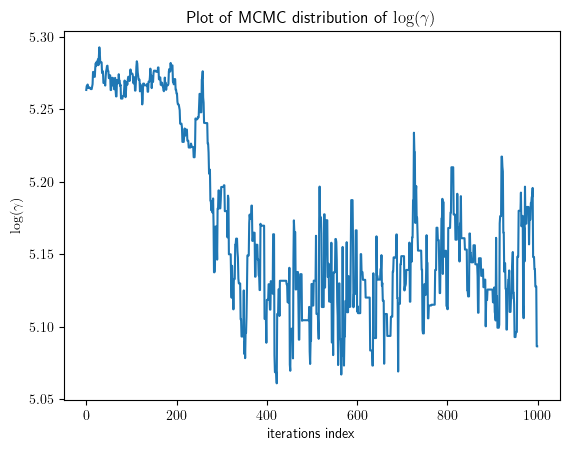 Plot of MCMC distribution of log(γ)
5.30
5.25
5.20
5.15
5.10
5.05
log(γ)
0 200 400 600 800 1000
iterations index